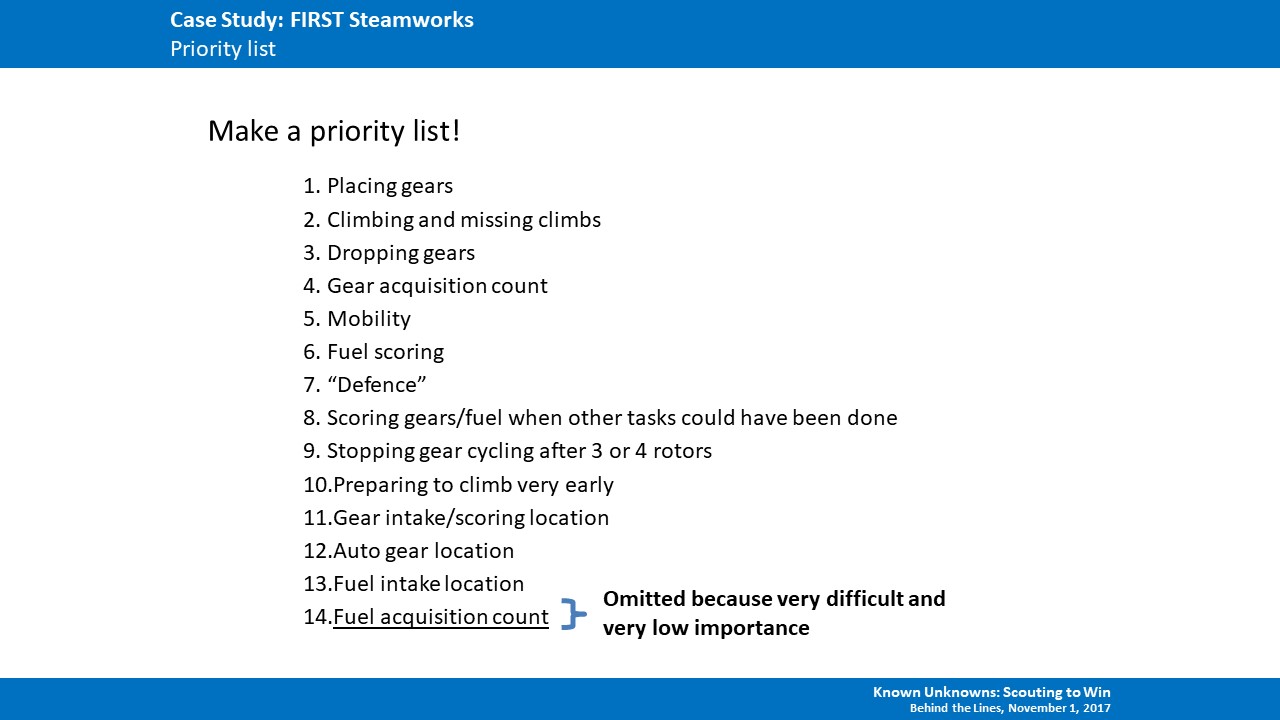 Case Study: FIRST Steamworks
Priority list
Make a priority list!
1. Placing gears
2. Climbing and missing climbs
3. Dropping gears
4. Gear acquisition count
5. Mobility
6. Fuel scoring
7. “Defence”
8. Scoring gears/fuel when other tasks could have been done
9. Stopping gear cycling after 3 or 4 rotors
10.Preparing to climb very early
11.Gear intake/scoring location
12.Auto gear location
13.Fuel intake location
14.Fuel acquisition count
Omitted because very difficult and
very low importance
Known Unknowns: Scouting to Win
Behind the Lines, November 1, 2017